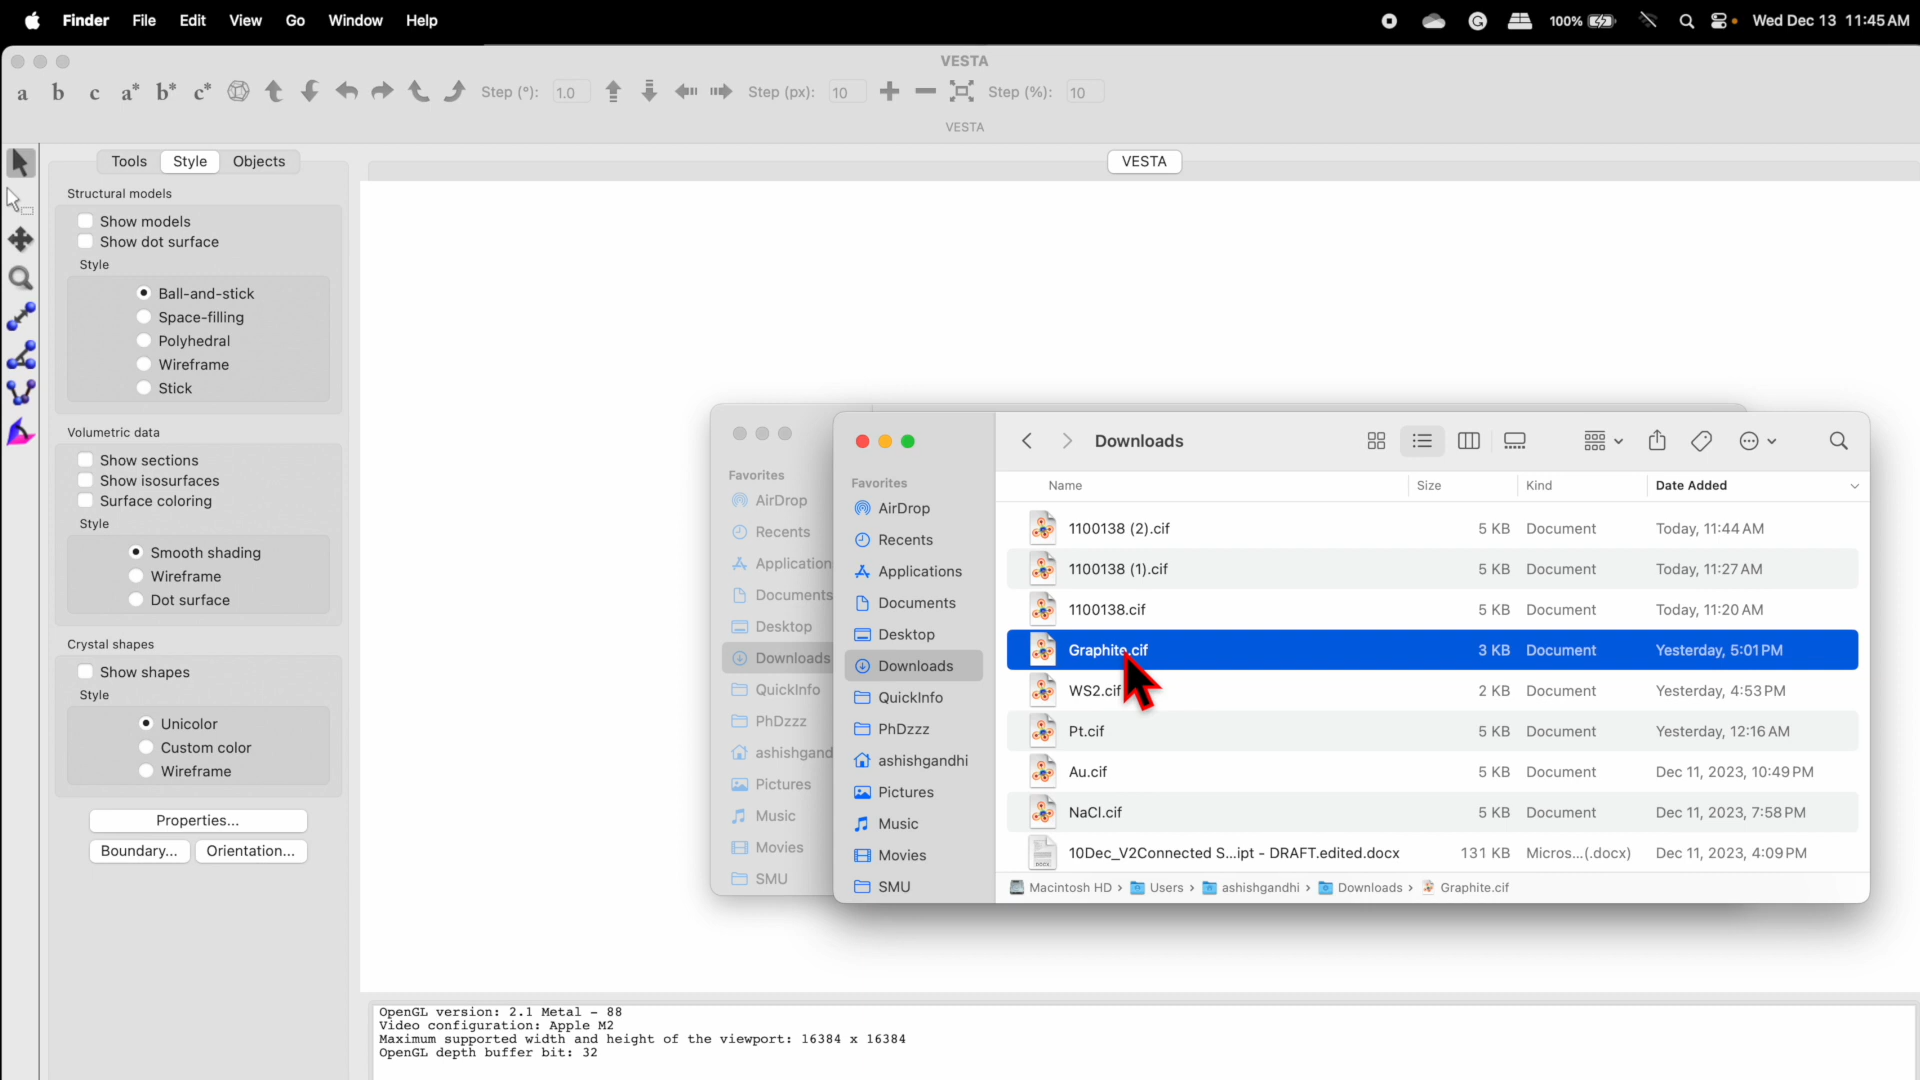 Finder File Edit View Go Window Help 100% Wed Dec 13 11:45 AM
VESTA
a b c a* b* c* Step (°): 1.0 Step (px): 10 Step (%): 10
VESTA
Tools Style Objects
VESTA
Structural models
Show models
Show dot surface
Style
Ball-and-stick
Space-filling
Polyhedral
Wireframe
Stick
Volumetric data
Show sections
Show isosurfaces
Surface coloring
Style
Smooth shading
Wireframe
Dot surface
Crystal shapes
Show shapes
Style
Unicolor
Custom color
Wireframe
Properties...
Boundary... Orientation...
Favorites
AirDrop
Recents
Application
Documents
Desktop
Downloads
QuickInfo
PhDzzz
ashishgand
Pictures
Music
Movies
SMU
Favorites
AirDrop
Recents
Applications
Documents
Desktop
Downloads
QuickInfo
PhDzzz
ashishgandhi
Pictures
Music
Movies
SMU
Downloads
Name Size Kind Date Added
1100138 (2).cif 5 KB Document Today, 11:44 AM
1100138 (1).cif 5 KB Document Today, 11:27 AM
1100138.cif 5 KB Document Today, 11:20 AM
Graphite.cif 3 KB Document Yesterday, 5:01 PM
WS2.cif 2 KB Document Yesterday, 4:53 PM
Pt.cif 5 KB Document Yesterday, 12:16 AM
Au.cif 5 KB Document Dec 11, 2023, 10:49 PM
NaCl.cif 5 KB Document Dec 11, 2023, 7:58 PM
10Dec_V2Connected S...ipt - DRAFT.edited.docx 131 KB Micros...(.docx) Dec 11, 2023, 4:09 PM
Macintosh HD › Users › ashishgandhi › Downloads › Graphite.cif
OpenGL version: 2.1 Metal - 88
Video configuration: Apple M2
Maximum supported width and height of the viewport: 16384 x 16384
OpenGL depth buffer bit: 32